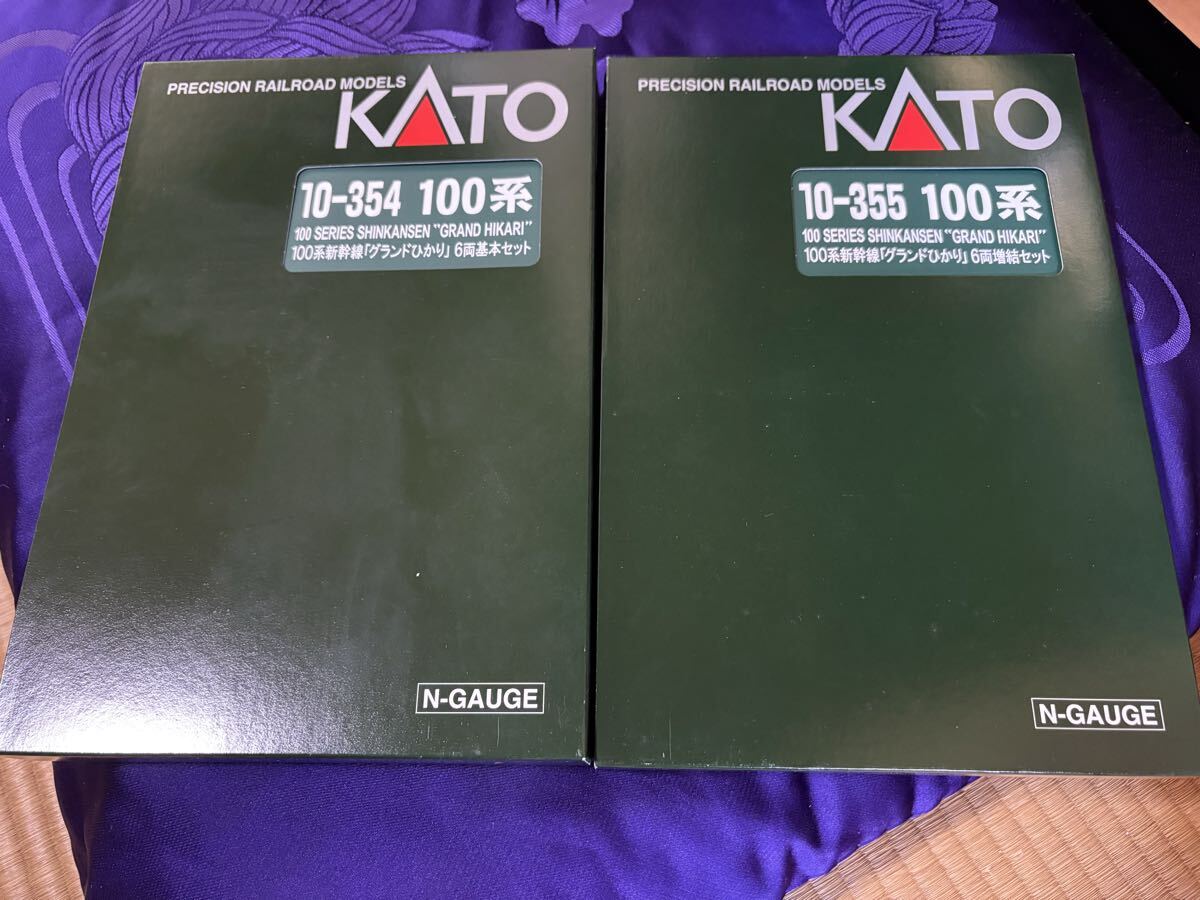 PRECISION RAILROAD MODELS
KATO
10-354 100系
100 SERIES SHINKANSEN "GRAND HIKARI"
100系新幹線「グランドひかり」6両基本セット
N-GAUGE
PRECISION RAILROAD MODELS
KATO
10-355 100系
100 SERIES SHINKANSEN "GRAND HIKARI"
100系新幹線「グランドひかり」6両増結セット
N-GAUGE